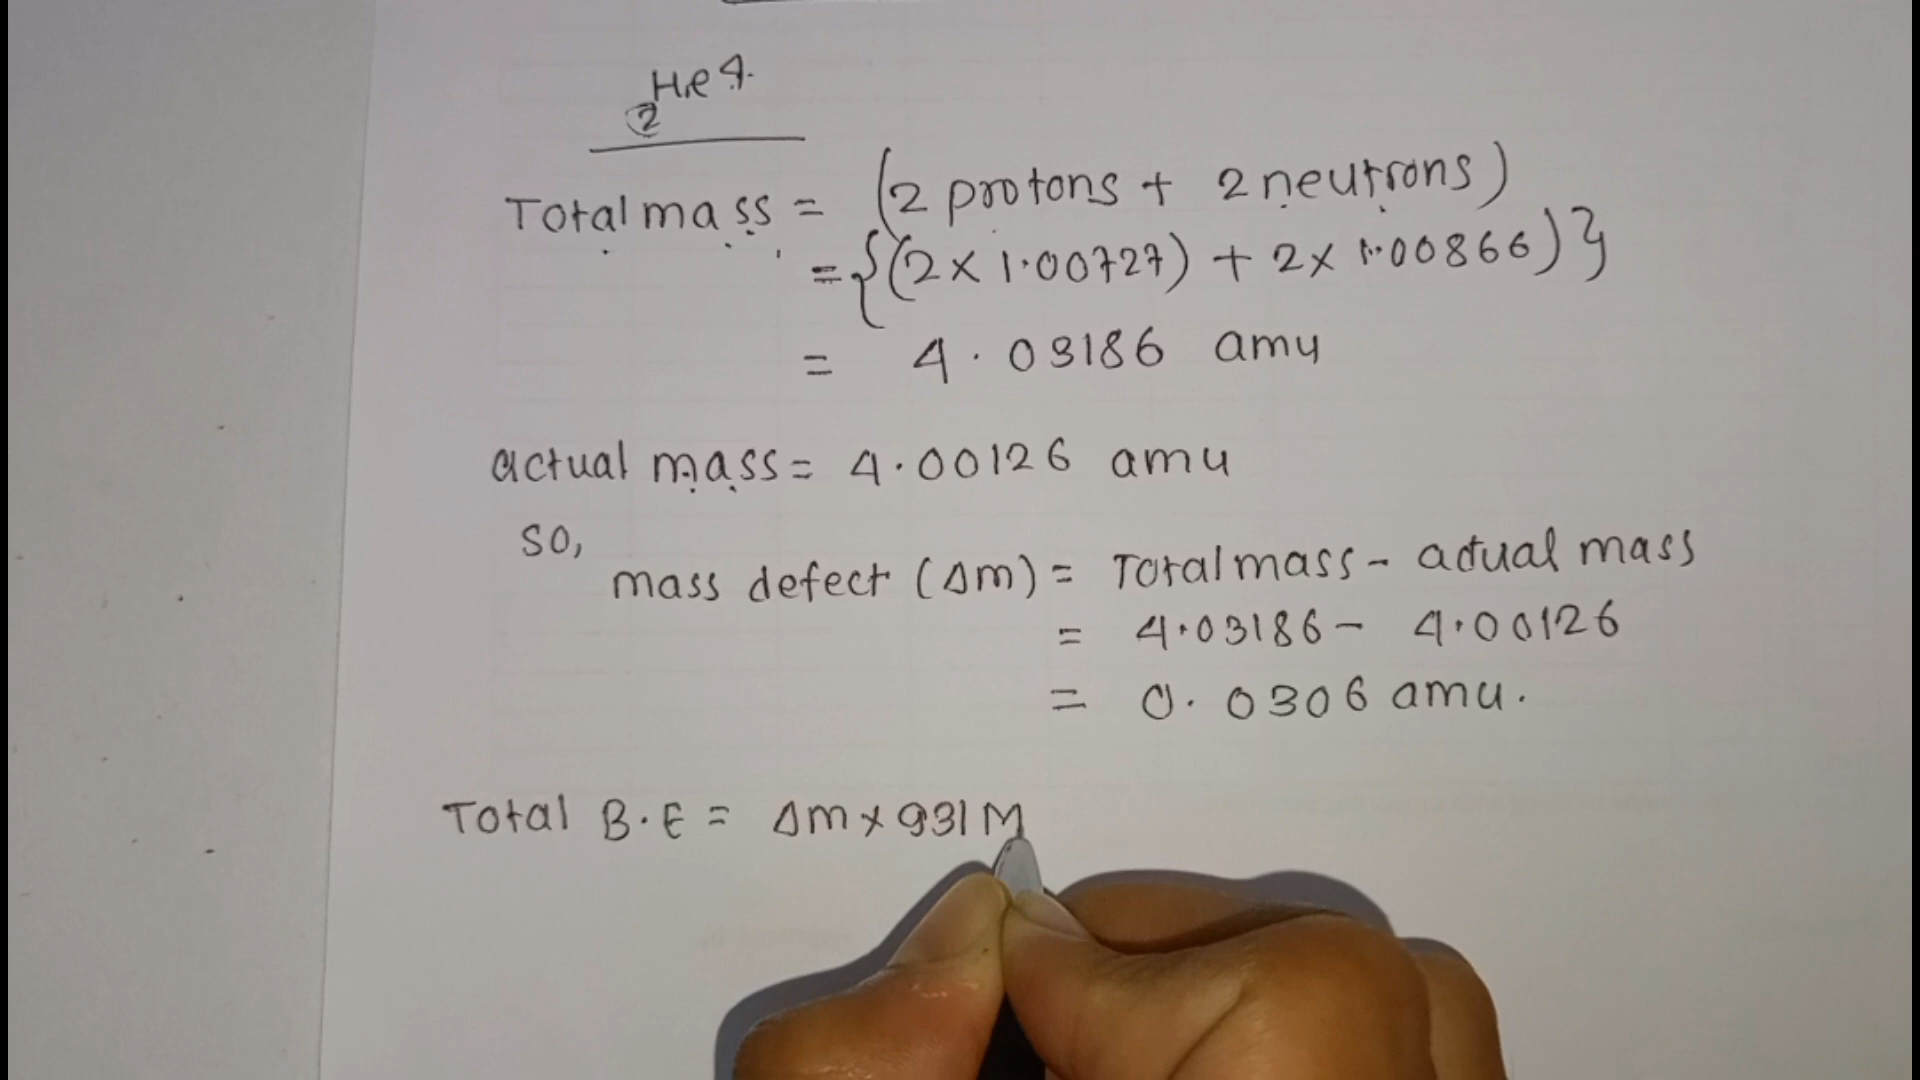 2He4.
Total mass = (2 protons + 2 neutrons)
= {(2 x 1.00727) + 2 x 1.00866)}
= 4.03186 amu
actual mass = 4.00126 amu
so,
mass defect (Δm) = Total mass - actual mass
= 4.03186 - 4.00126
= 0.0306 amu.
Total B.E = Δm x 931 M